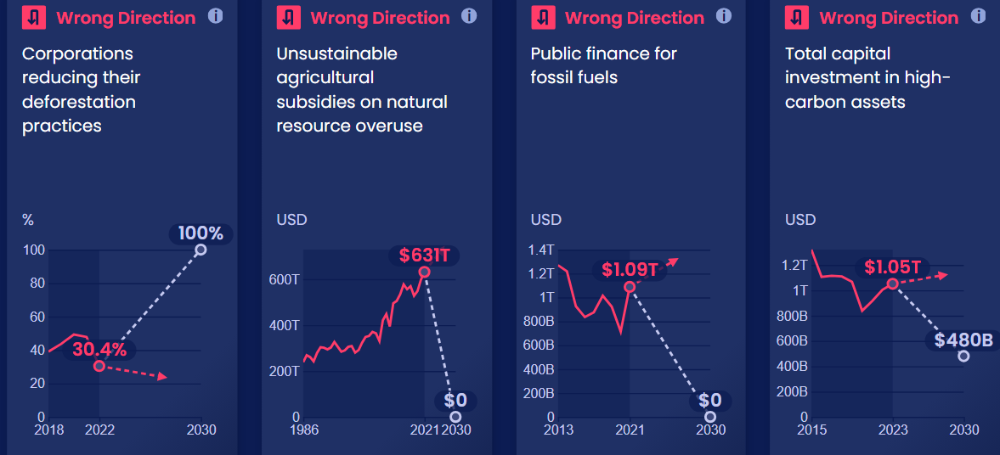 Wrong Direction
Corporations
reducing their
deforestation
practices
%
100%
100
80
60
40
30.4%
20
0
2018
2022
2030
Wrong Direction
Unsustainable
agricultural
subsidies on natural
resource overuse
USD
$631T
600T
400T
200T
$0
0
1986
2021
2030
Wrong Direction
Public finance for
fossil fuels
USD
1.4T
1.2T
$1.09T
1T
800B
600B
400B
200B
$0
0
2013
2021
2030
Wrong Direction
Total capital
investment in high-
carbon assets
USD
1.2T
$1.05T
1T
800B
600B
$480B
400B
200B
0
2015
2023
2030